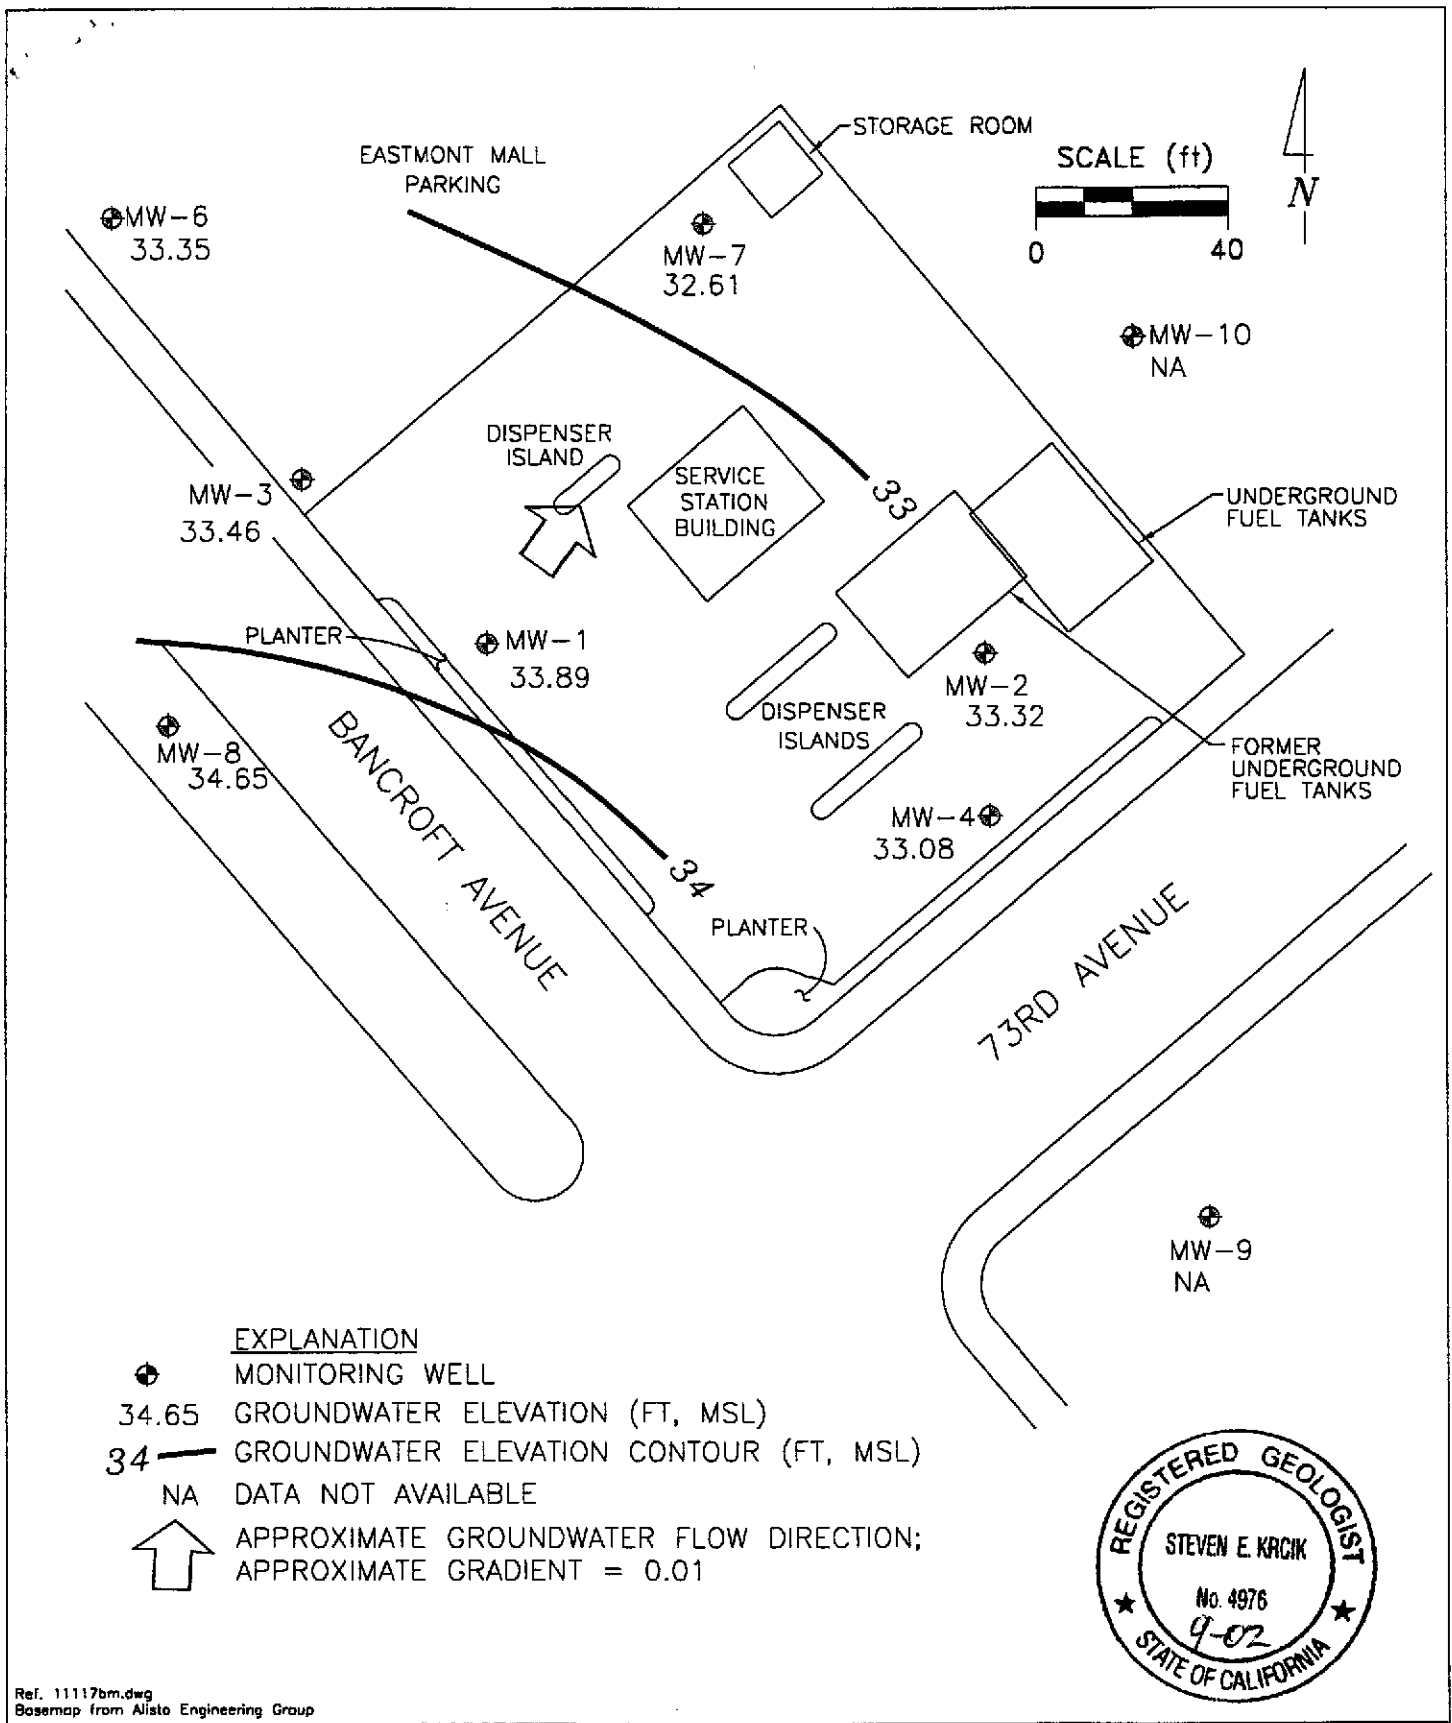 STORAGE ROOM
EASTMONT MALL
PARKING
SCALE (ft)
0 40
N
MW-6
33.35
MW-7
32.61
MW-10
NA
DISPENSER
ISLAND
SERVICE
STATION
BUILDING
33
MW-3
33.46
UNDERGROUND
FUEL TANKS
PLANTER
MW-1
33.89
MW-2
33.32
DISPENSER
ISLANDS
MW-8
34.65
BANCROFT AVENUE
FORMER
UNDERGROUND
FUEL TANKS
MW-4
33.08
34
PLANTER
73RD AVENUE
MW-9
NA
EXPLANATION
MONITORING WELL
34.65 GROUNDWATER ELEVATION (FT, MSL)
34 GROUNDWATER ELEVATION CONTOUR (FT, MSL)
NA DATA NOT AVAILABLE
APPROXIMATE GROUNDWATER FLOW DIRECTION;
APPROXIMATE GRADIENT = 0.01
REGISTERED GEOLOGIST
STEVEN E. KRCIK
No. 4976
9-02
STATE OF CALIFORNIA
Ref. 11117bm.dwg
Basemap from Alisto Engineering Group